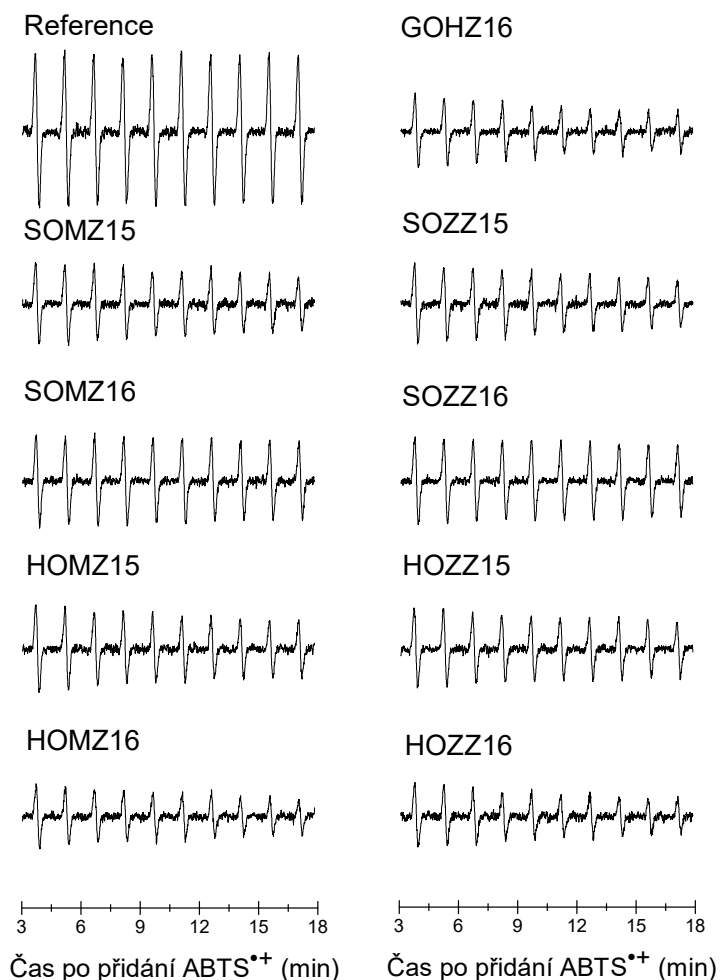 Reference
GOHZ16
SOMZ15
SOZZ15
SOMZ16
SOZZ16
HOMZ15
HOZZ15
HOMZ16
HOZZ16
3 6 9 12 15 18
3 6 9 12 15 18
Čas po přidání ABTS•+ (min)
Čas po přidání ABTS•+ (min)